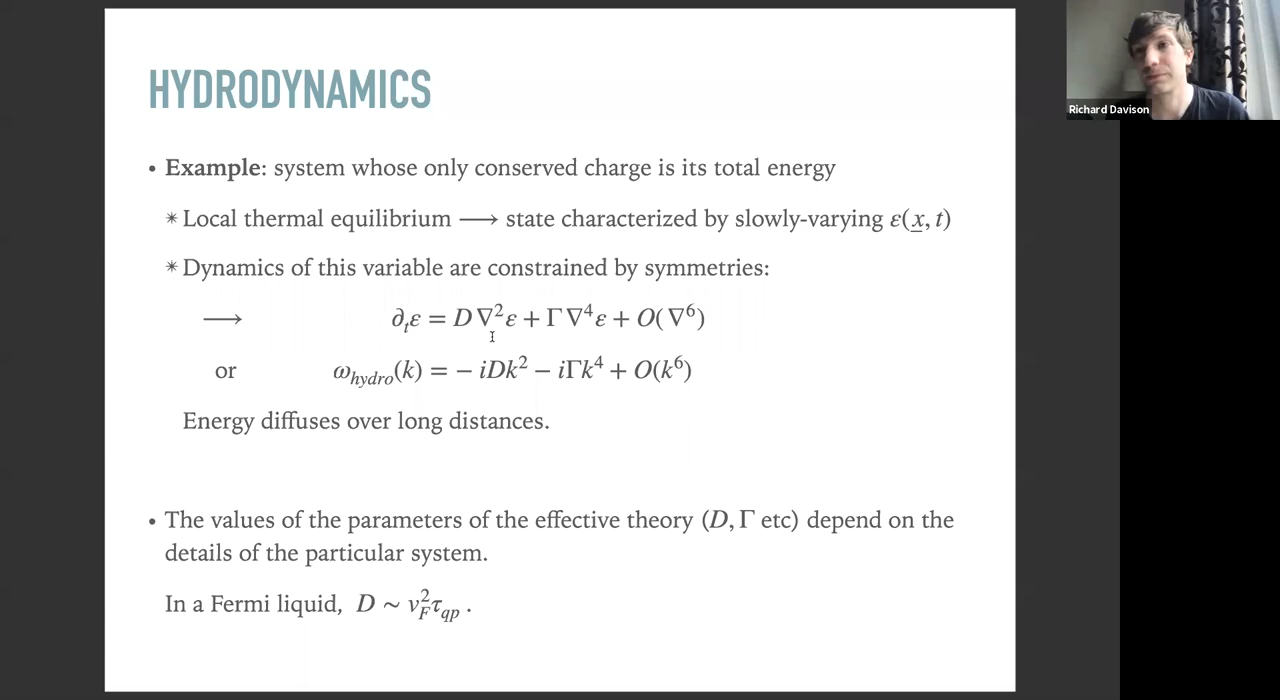 HYDRODYNAMICS
Richard Davison
• Example: system whose only conserved charge is its total energy
* Local thermal equilibrium ⟶ state characterized by slowly-varying ε(x, t)
* Dynamics of this variable are constrained by symmetries:
⟶ ∂ₜε = D∇²ε + Γ∇⁴ε + O(∇⁶)
or ω_hydro(k) = − iDk² − iΓk⁴ + O(k⁶)
Energy diffuses over long distances.
• The values of the parameters of the effective theory (D, Γ etc) depend on the
details of the particular system.
In a Fermi liquid, D ∼ v_F² τ_qp .